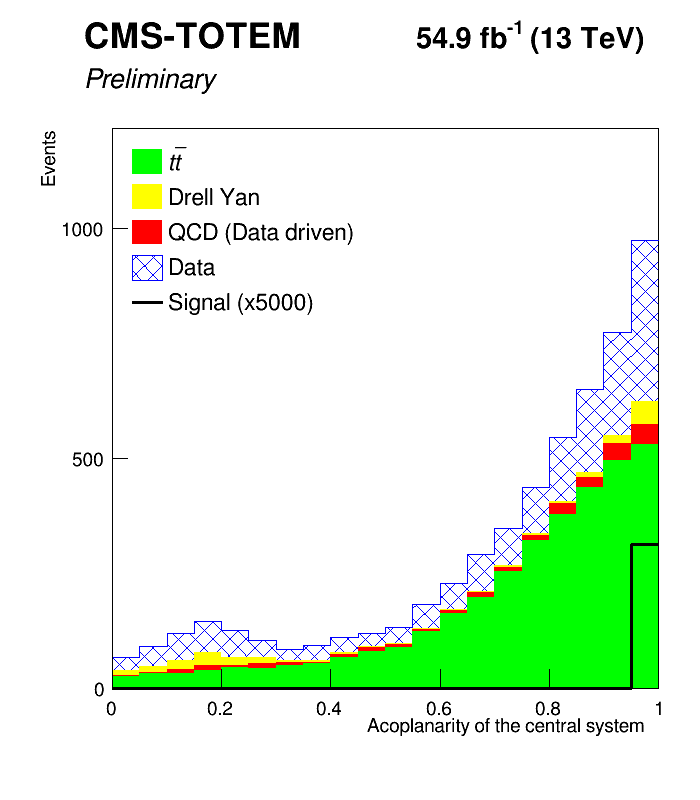 CMS-TOTEM 54.9 fb⁻¹ (13 TeV)
Preliminary
Events
tt̅
Drell Yan
QCD (Data driven)
Data
Signal (x5000)
1000
500
0
0 0.2 0.4 0.6 0.8 1
Acoplanarity of the central system